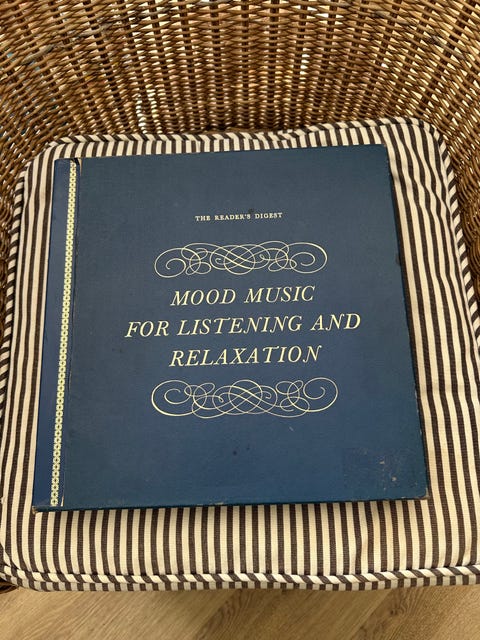 THE READER'S DIGEST
MOOD MUSIC
FOR LISTENING AND
RELAXATION